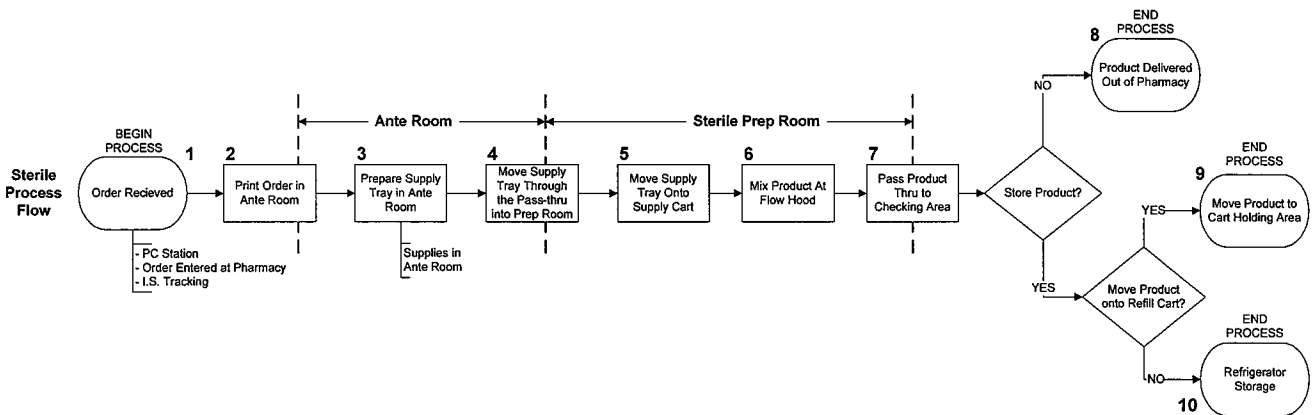 Sterile
Process
Flow
BEGIN
PROCESS
1
Order Recieved
- PC Station
- Order Entered at Pharmacy
- I.S. Tracking
2
Print Order in
Ante Room
Ante Room
3
Prepare Supply
Tray in Ante
Room
Supplies in
Ante Room
4
Move Supply
Tray Through
the Pass-thru
into Prep Room
Sterile Prep Room
5
Move Supply
Tray Onto
Supply Cart
6
Mix Product At
Flow Hood
7
Pass Product
Thru to
Checking Area
Store Product?
NO
END
PROCESS
8
Product Delivered
Out of Pharmacy
YES
Move Product
onto Refill Cart?
YES
END
PROCESS
9
Move Product to
Cart Holding Area
NO
END
PROCESS
Refrigerator
Storage
10